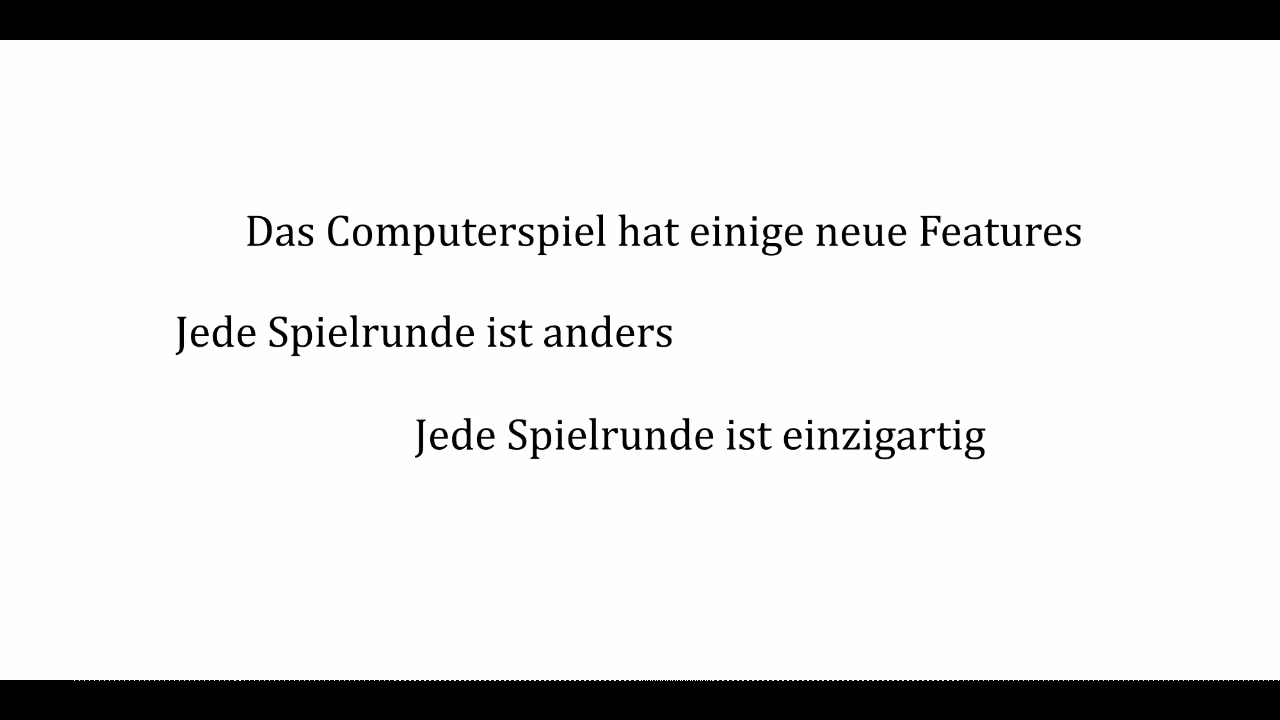 Das Computerspiel hat einige neue Features
Jede Spielrunde ist anders
Jede Spielrunde ist einzigartig